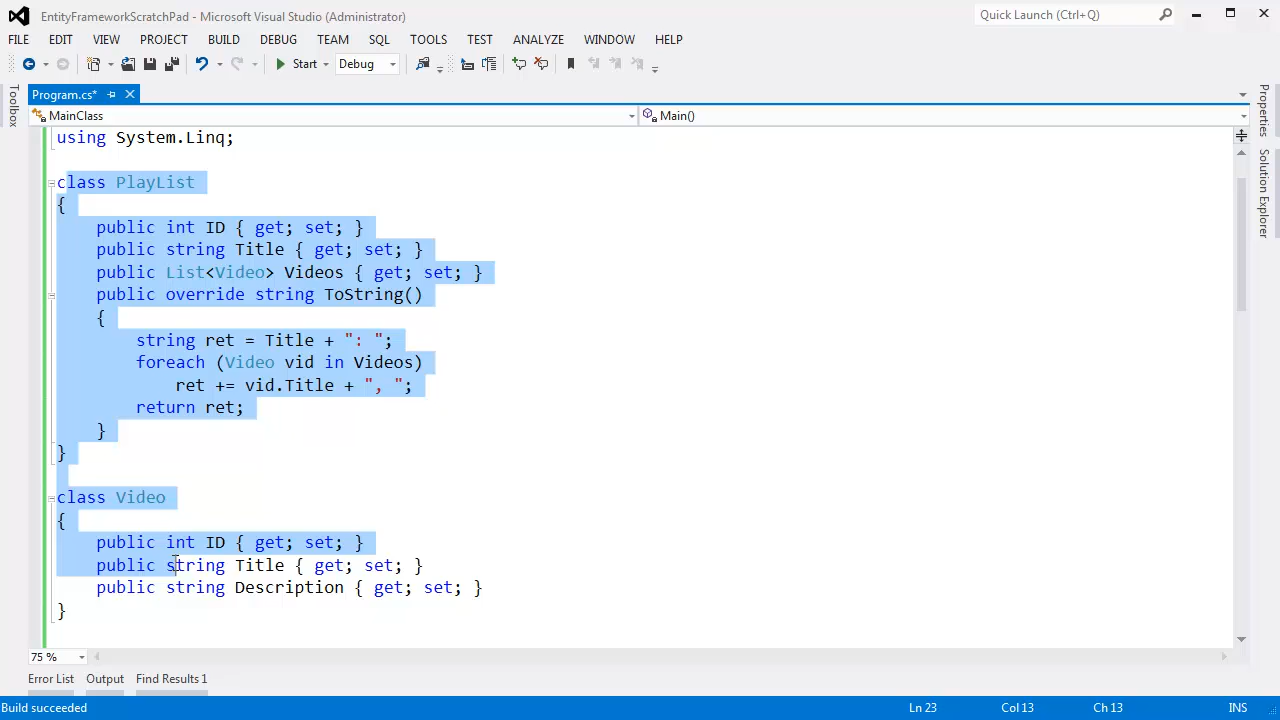 EntityFrameworkScratchPad - Microsoft Visual Studio (Administrator)
Quick Launch (Ctrl+Q)
FILE EDIT VIEW PROJECT BUILD DEBUG TEAM SQL TOOLS TEST ANALYZE WINDOW HELP
Start Debug
Toolbox
Program.cs*
MainClass Main()
Properties
Solution Explorer
using System.Linq;
class PlayList
{
public int ID { get; set; }
public string Title { get; set; }
public List<Video> Videos { get; set; }
public override string ToString()
{
string ret = Title + ": ";
foreach (Video vid in Videos)
ret += vid.Title + ", ";
return ret;
}
}
class Video
{
public int ID { get; set; }
public string Title { get; set; }
public string Description { get; set; }
}
75 %
Error List Output Find Results 1
Build succeeded Ln 23 Col 13 Ch 13 INS